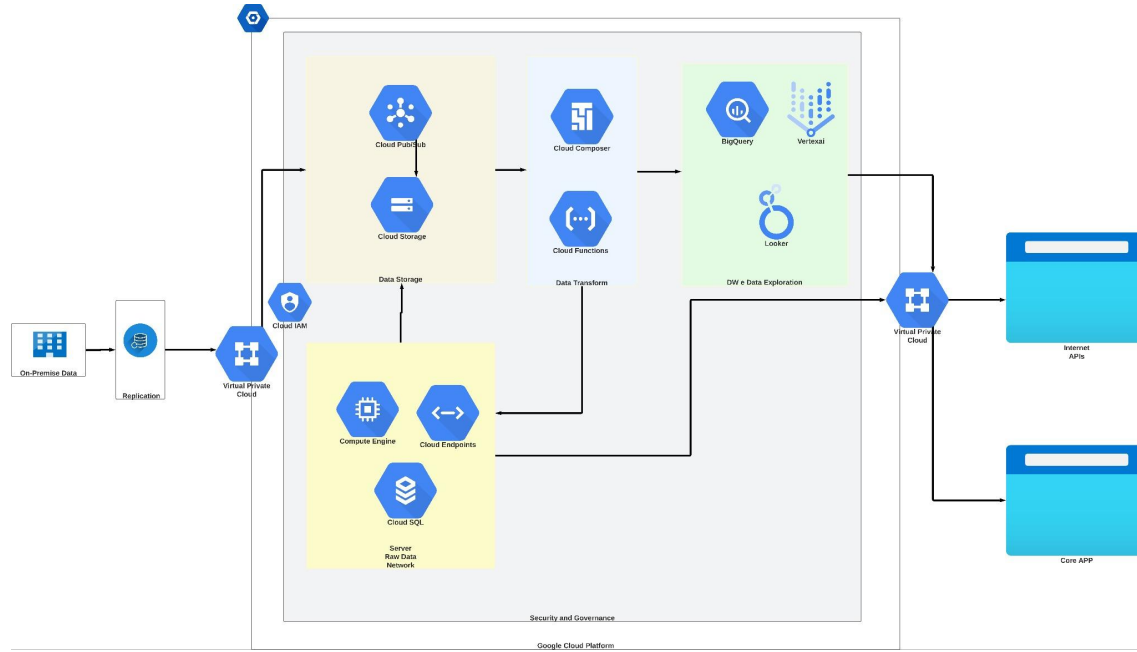 Cloud Pub/Sub
Cloud Storage
Data Storage
Cloud Composer
Cloud Functions
Data Transform
BigQuery
Vertexai
Looker
DW e Data Exploration
Cloud IAM
On-Premise Data
Replication
Virtual Private
Cloud
Compute Engine
Cloud Endpoints
Cloud SQL
Server
Raw Data
Network
Virtual Private
Cloud
Internet
APIs
Core APP
Security and Governance
Google Cloud Platform